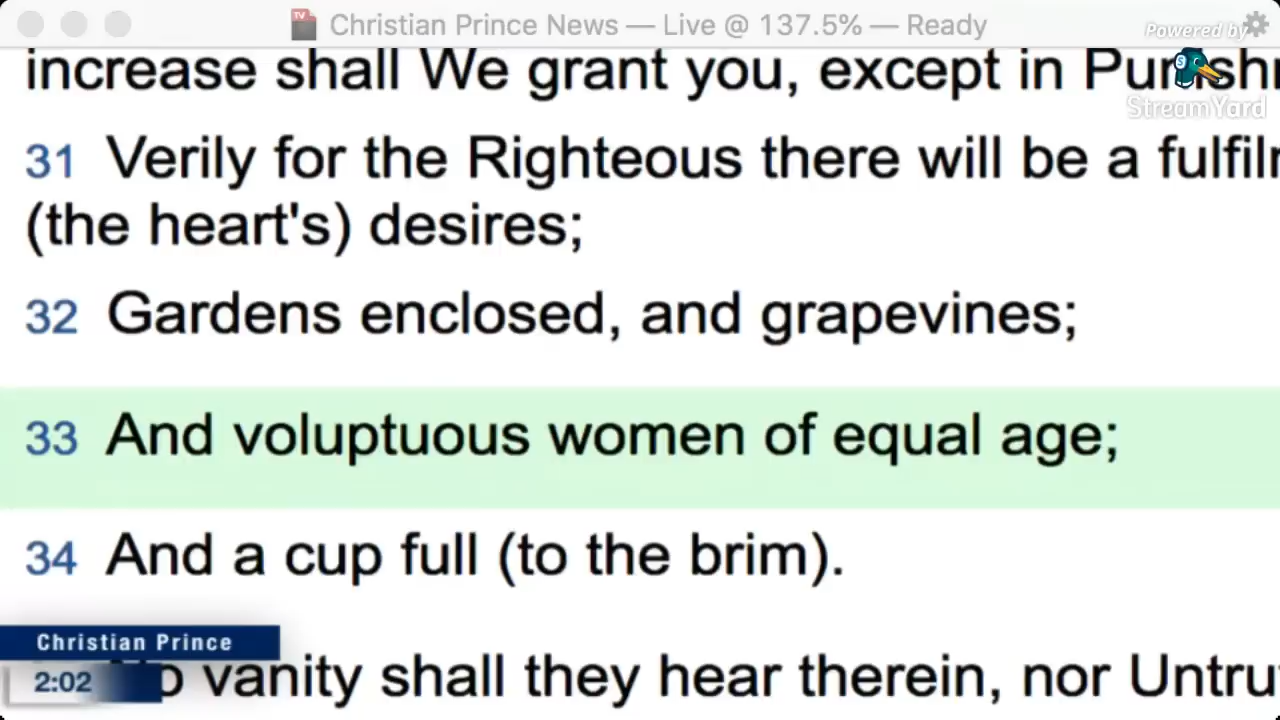 Christian Prince News — Live @ 137.5% — Ready
Powered by
StreamYard
increase shall We grant you, except in
31 Verily for the Righteous there will be a
(the heart's) desires;
32 Gardens enclosed, and grapevines;
33 And voluptuous women of equal age;
34 And a cup full (to the brim).
vanity shall they hear therein, nor
Christian Prince
2:02